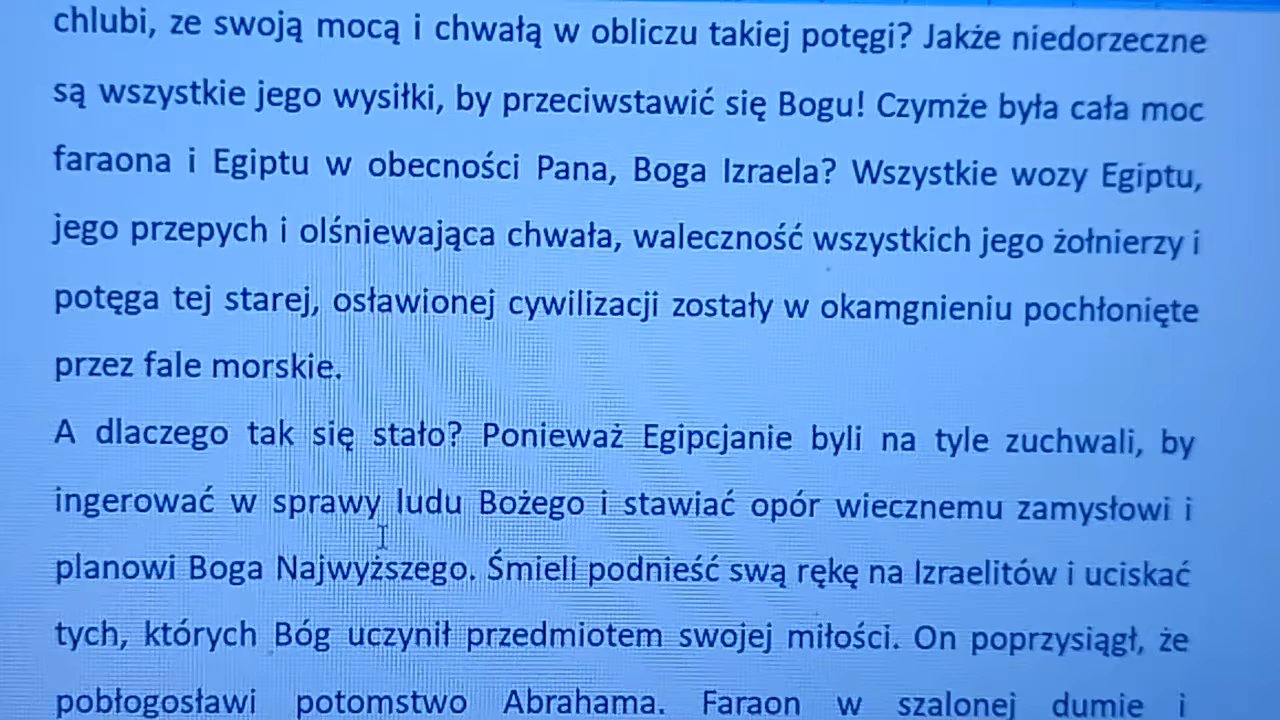 chlubi, ze swoją mocą i chwałą w obliczu takiej potęgi? Jakże niedorzeczne
są wszystkie jego wysiłki, by przeciwstawić się Bogu! Czymże była cała moc
faraona i Egiptu w obecności Pana, Boga Izraela? Wszystkie wozy Egiptu,
jego przepych i olśniewająca chwała, waleczność wszystkich jego żołnierzy i
potęga tej starej, osławionej cywilizacji zostały w okamgnieniu pochłonięte
przez fale morskie.
A dlaczego tak się stało? Ponieważ Egipcjanie byli na tyle zuchwali, by
ingerować w sprawy ludu Bożego i stawiać opór wiecznemu zamysłowi i
planowi Boga Najwyższego. Śmieli podnieść swą rękę na Izraelitów i uciskać
tych, których Bóg uczynił przedmiotem swojej miłości. On poprzysiągł, że
pobłogosławi potomstwo Abrahama. Faraon w szalonej dumie i